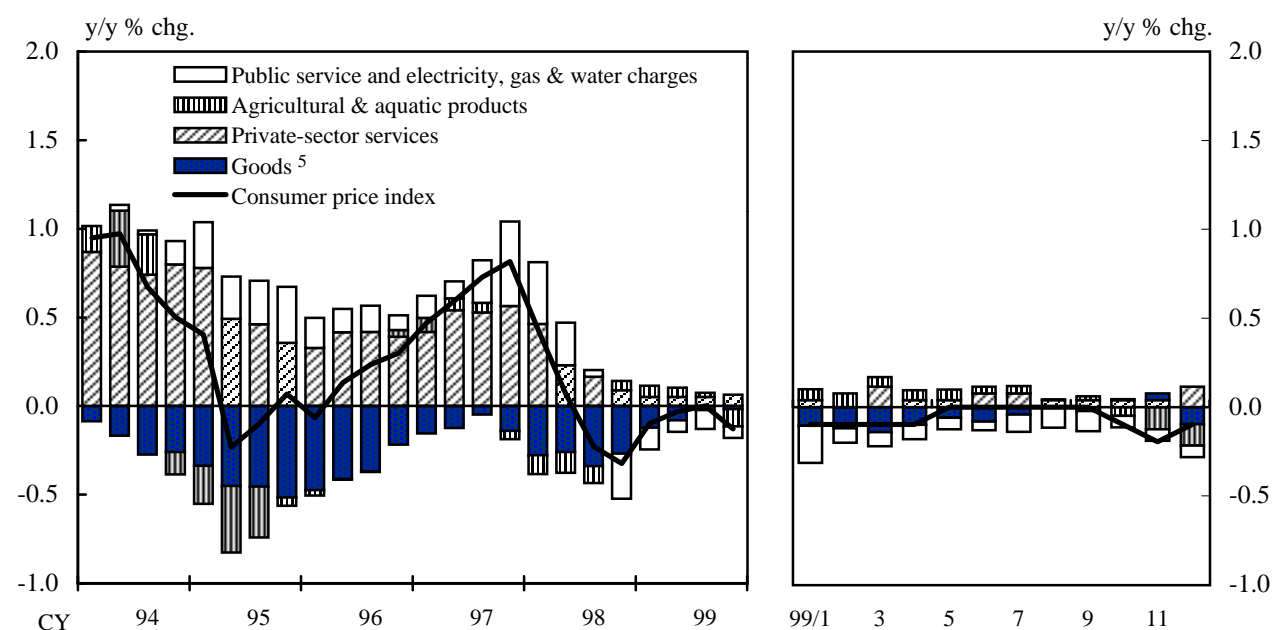 y/y % chg.
y/y % chg.
2.0
1.5
1.0
0.5
0.0
-0.5
-1.0
Public service and electricity, gas & water charges
Agricultural & aquatic products
Private-sector services
Goods 5
Consumer price index
CY 94 95 96 97 98 99
2.0
1.5
1.0
0.5
0.0
-0.5
-1.0
99/1 3 5 7 9 11